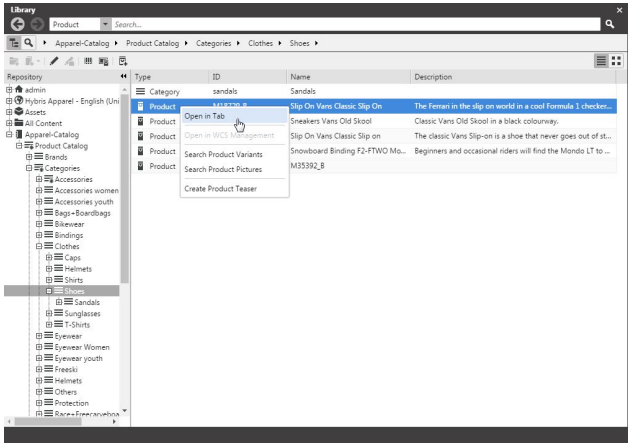 Library
Product Search...
Apparel-Catalog Product Catalog Categories Clothes Shoes
Repository
admin
Hybris Apparel - English (Uni
Assets
All Content
Apparel-Catalog
Product Catalog
Brands
Categories
Accessories
Accessories women
Accessories youth
Bags+Boardbags
Bikewear
Bindings
Clothes
Caps
Helmets
Shirts
Shoes
Sandals
Sunglasses
T-Shirts
Eyewear
Eyewear Women
Eyewear youth
Freeski
Helmets
Others
Protection
Race+Freecarveboa
Type ID Name Description
Category sandals Sandals
Product M18729_B Slip On Vans Classic Slip On The Ferrari in the slip on world in a cool Formula 1 checker...
Product Sneakers Vans Old Skool Classic Vans Old Skool in a black colourway.
Product Slip On Vans Classic Slip on The classic Vans Slip-on is a shoe that never goes out of st...
Product Snowboard Binding F2-FTWO Mo... Beginners and occasional riders will find the Mondo LT to ...
Product M35392_B
Open in Tab
Open in WCS Management
Search Product Variants
Search Product Pictures
Create Product Teaser